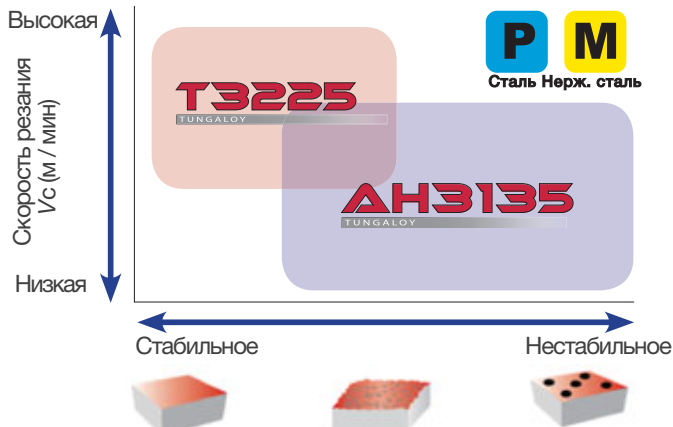 Высокая
P M
Сталь Нерж. сталь
T3225
TUNGALOY
Скорость резания
Vc (м / мин)
AH3135
TUNGALOY
Низкая
Стабильное
Нестабильное